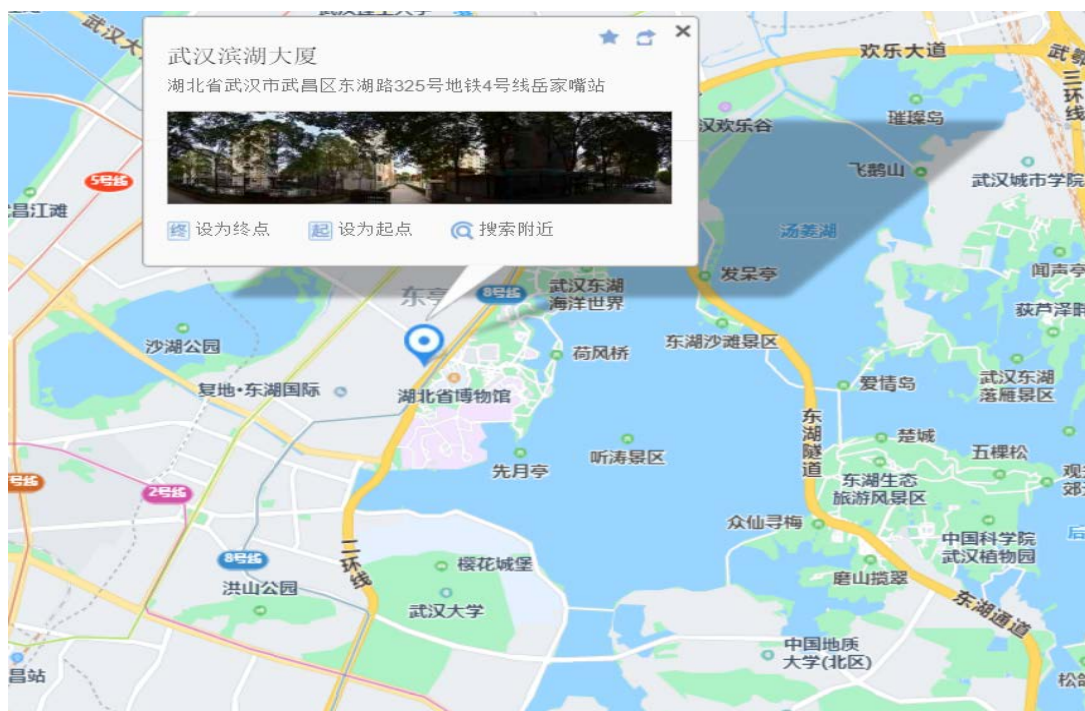 武汉滨湖大厦
湖北省武汉市武昌区东湖路325号地铁4号线岳家嘴站
设为终点
设为起点
搜索附近
欢乐大道
三环线
璀璨岛
汉欢乐谷
飞鹅山
武汉城市学院
5号线
昌江滩
汤菱湖
闻声亭
发呆亭
8号线
武汉东湖
海洋世界
东亭
荻芦泽畔
沙湖公园
荷风桥
东湖沙滩景区
复地·东湖国际
湖北省博物馆
爱情岛
武汉东湖
落雁景区
东湖隧道
楚城
听涛景区
先月亭
五棵松
东湖生态
旅游风景区
5号线
2号线
众仙寻梅
中国科学院
武汉植物园
8号线
二环线
樱花城堡
洪山公园
武汉大学
磨山揽翠
东湖通道
中国地质
大学(北区)
昌站